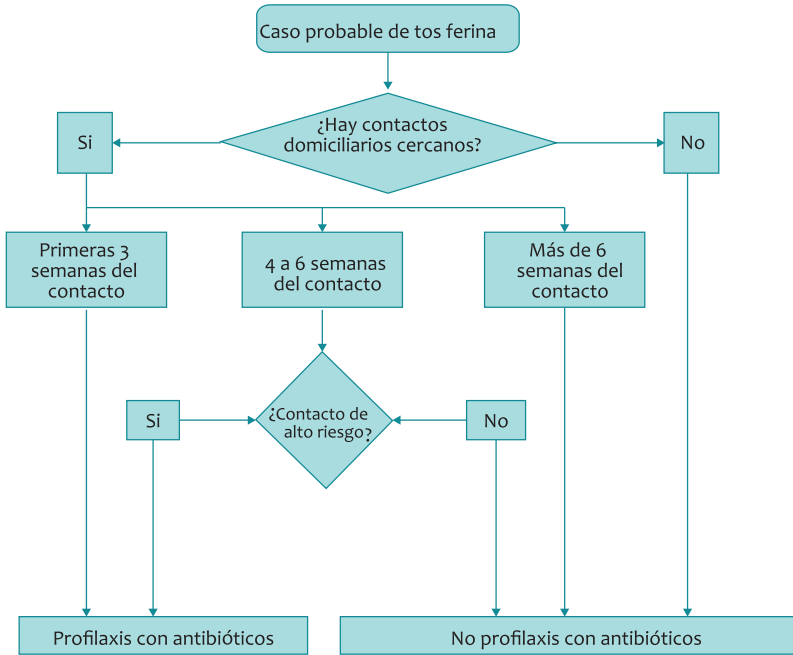 Caso probable de tos ferina
¿Hay contactos
domiciliarios cercanos?
Si
No
Primeras 3
semanas del
contacto
4 a 6 semanas
del contacto
Más de 6
semanas del
contacto
Si
¿Contacto de
alto riesgo?
No
Profilaxis con antibióticos
No profilaxis con antibióticos